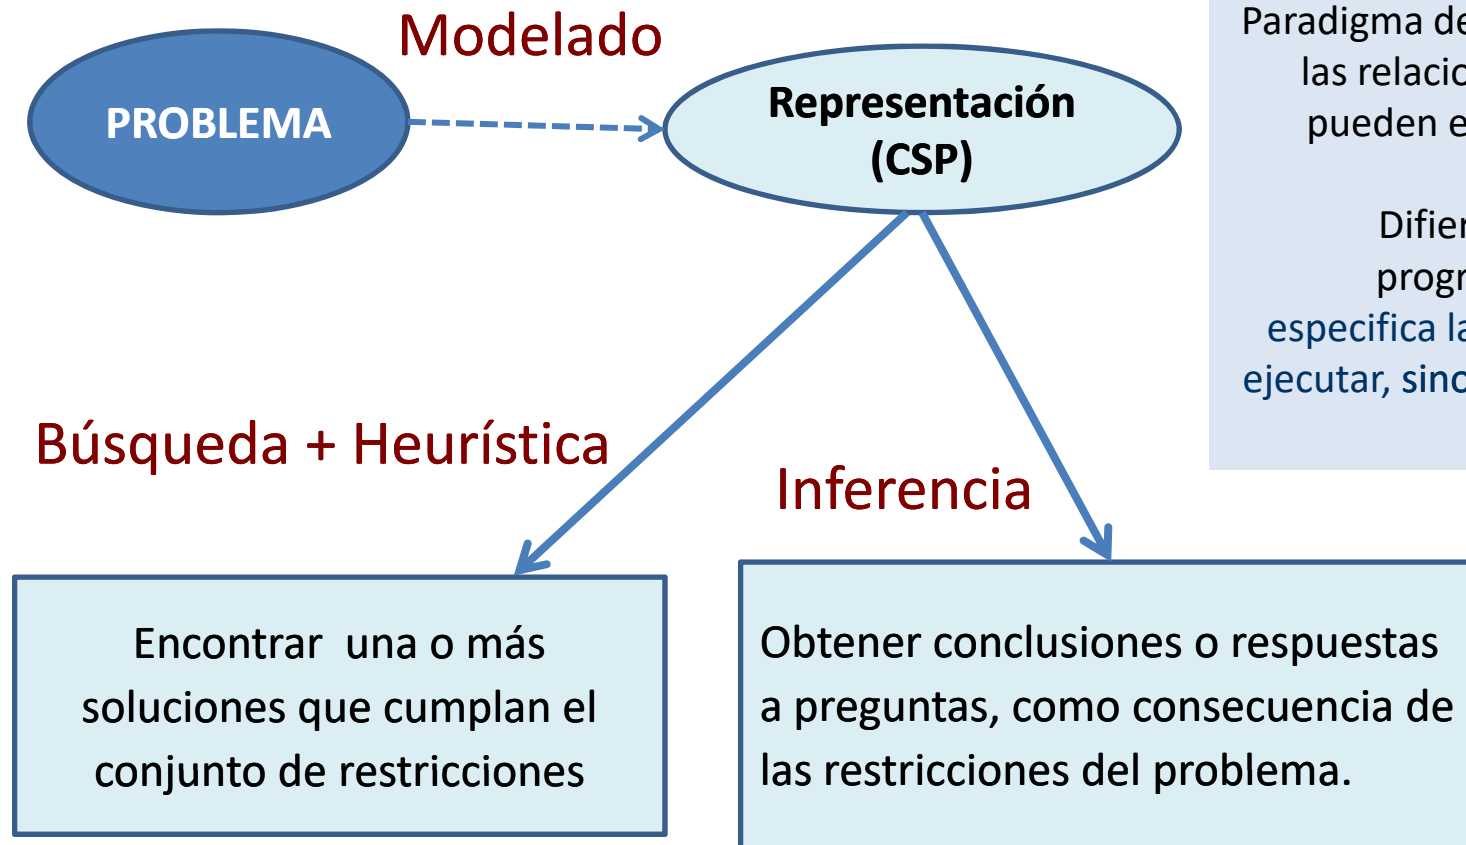 Modelado
PROBLEMA
Representación
(CSP)
Paradigma de
las relacio
pueden e
Difier
progr
especifica la
ejecutar, sino
Búsqueda + Heurística
Inferencia
Encontrar una o más
soluciones que cumplan el
conjunto de restricciones
Obtener conclusiones o respuestas
a preguntas, como consecuencia de
las restricciones del problema.